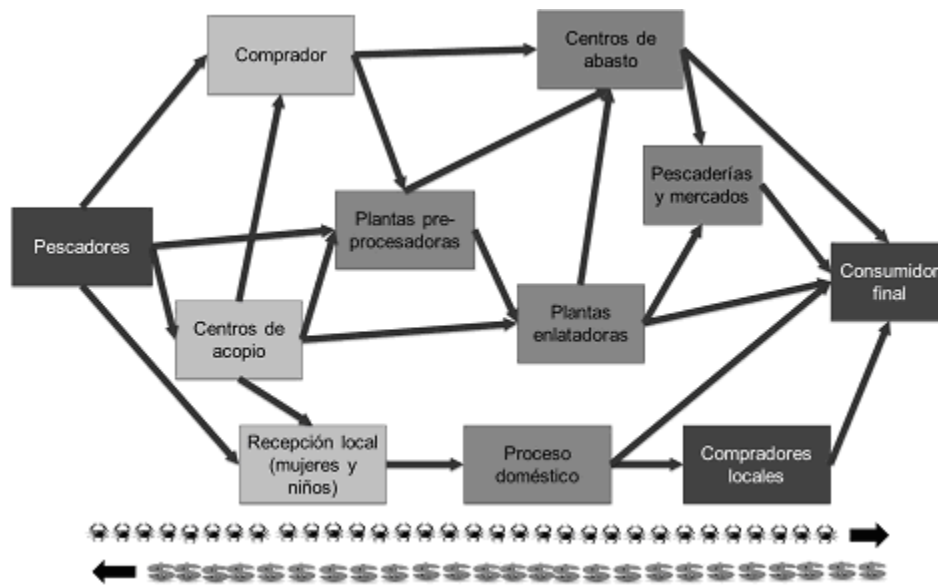 Comprador
Centros de
abasto
Pescaderías
y mercados
Plantas pre-
procesadoras
Pescadores
Consumidor
final
Centros de
acopio
Plantas
enlatadoras
Recepción local
(mujeres y
niños)
Proceso
doméstico
Compradores
locales